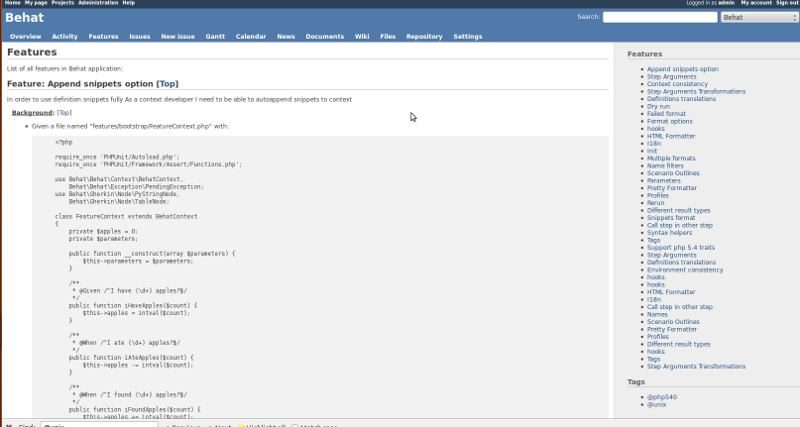 Home My page Projects Administration Help
Logged in as admin My account Sign out
Behat
Search:
Behat
Overview Activity Features Issues New issue Gantt Calendar News Documents Wiki Files Repository Settings
Features
List of all featuers in Behat application:
Feature: Append snippets option [Top]
In order to use definition snippets fully As a context developer I need to be able to autoappend snippets to context
Background: [Top]
Given a file named "features/bootstrap/FeatureContext.php" with:
<?php
require_once 'PHPUnit/Autoload.php';
require_once 'PHPUnit/Framework/Assert/Functions.php';
use Behat\Behat\Context\BehatContext,
Behat\Behat\Exception\PendingException;
use Behat\Gherkin\Node\PyStringNode,
Behat\Gherkin\Node\TableNode;
class FeatureContext extends BehatContext
{
private $apples = 0;
private $parameters;
public function __construct(array $parameters) {
$this->parameters = $parameters;
}
/**
* @Given /^I have (\d+) apples?$/
*/
public function iHaveApples($count) {
$this->apples = intval($count);
}
/**
* @When /^I ate (\d+) apples?$/
*/
public function iAteApples($count) {
$this->apples -= intval($count);
}
/**
* @When /^I found (\d+) apples?$/
*/
public function iFoundApples($count) {
$this->apples += intval($count);
Features
Append snippets option
Step Arguments
Context consistency
Step Arguments Transformations
Definitions translations
Dry run
Failed format
Format options
hooks
HTML Formatter
I18n
Init
Multiple formats
Name filters
Scenario Outlines
Parameters
Pretty Formatter
Profiles
Rerun
Different result types
Snippets format
Call step in other step
Syntax helpers
Tags
Support php 5.4 traits
Step Arguments
Definitions translations
Environment consistency
hooks
hooks
HTML Formatter
I18n
Call step in other step
Names
Scenario Outlines
Pretty Formatter
Profiles
Different result types
hooks
Tags
Step Arguments Transformations
Tags
@php540
@unix